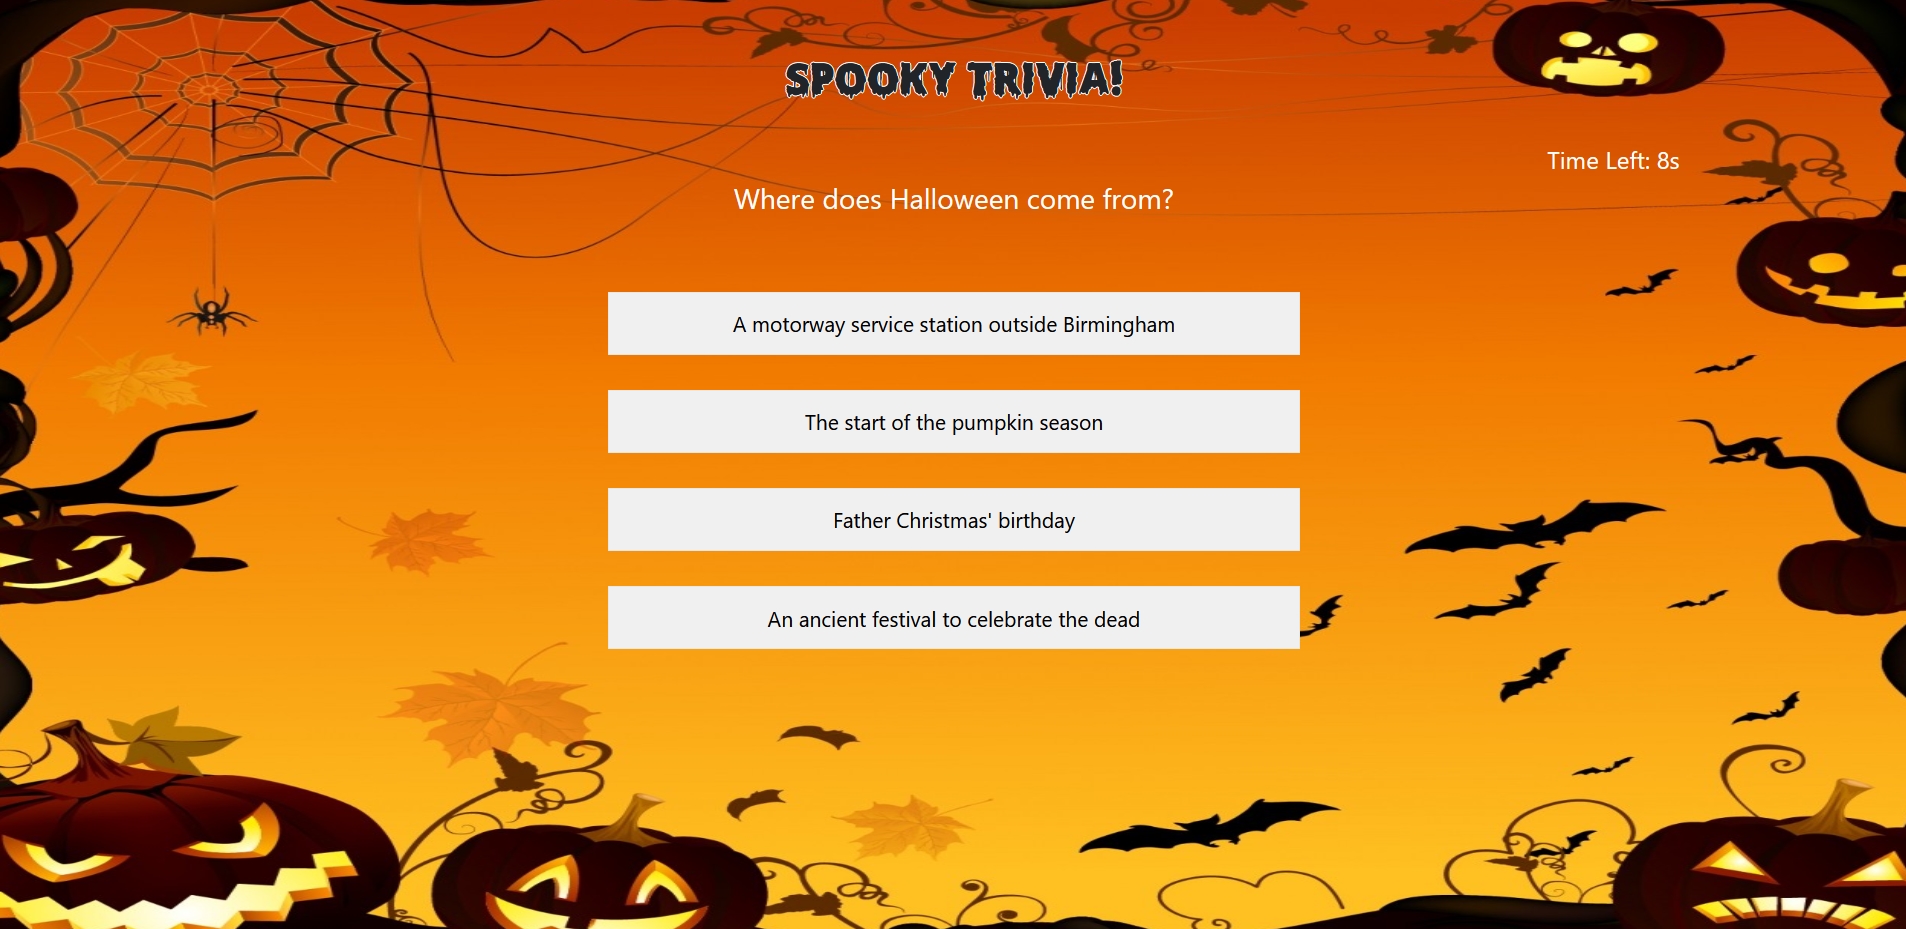 SPOOKY TRIVIA!
Time Left: 8s
Where does Halloween come from?
A motorway service station outside Birmingham
The start of the pumpkin season
Father Christmas' birthday
An ancient festival to celebrate the dead